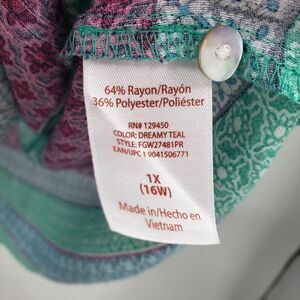 64% Rayon/Rayón
36% Polyester/Poliéster
RN# 129450
COLOR: DREAMY TEAL
STYLE: FGW27481PR
EAN/UPC 1 9041506771
1X
(16W)
Made in/Hecho en
Vietnam